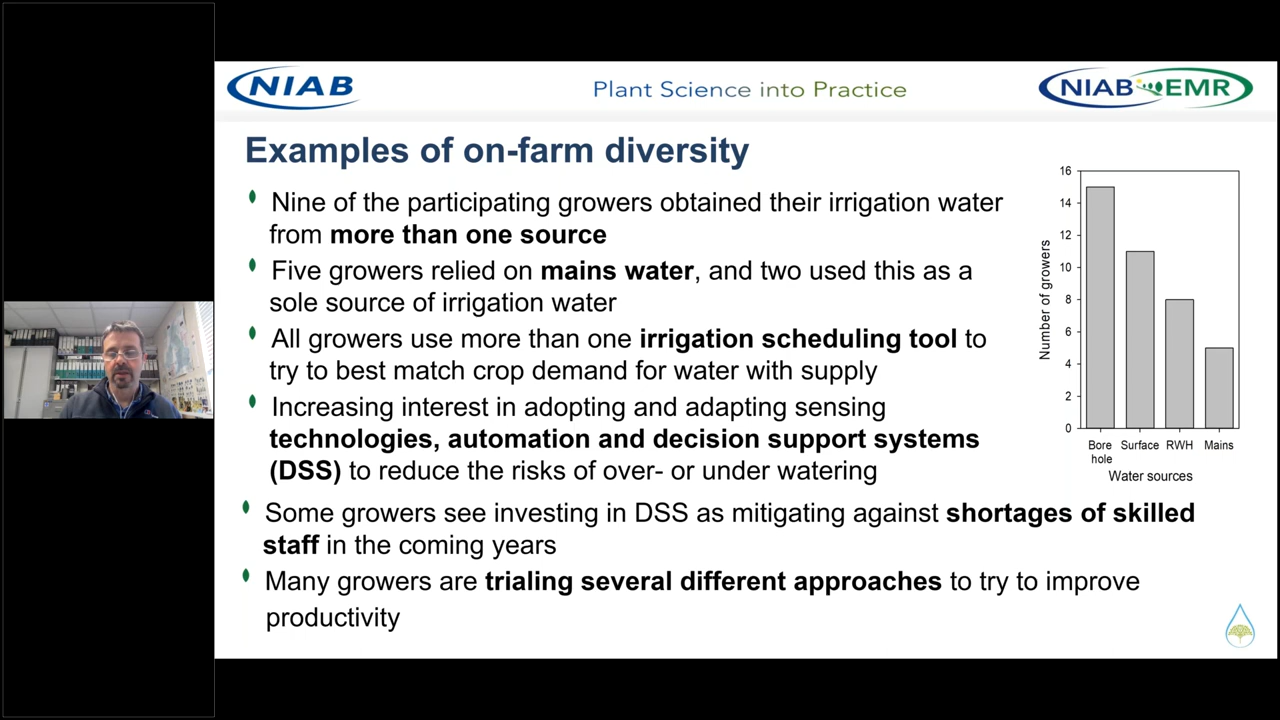 NIAB
Plant Science into Practice
NIAB EMR
Examples of on-farm diversity
Nine of the participating growers obtained their irrigation water
from more than one source
Five growers relied on mains water, and two used this as a
sole source of irrigation water
All growers use more than one irrigation scheduling tool to
try to best match crop demand for water with supply
Increasing interest in adopting and adapting sensing
technologies, automation and decision support systems
(DSS) to reduce the risks of over- or under watering
Some growers see investing in DSS as mitigating against shortages of skilled
staff in the coming years
Many growers are trialing several different approaches to try to improve
productivity
Number of growers
16
14
12
10
8
6
4
2
0
Bore hole
Surface
RWH
Mains
Water sources